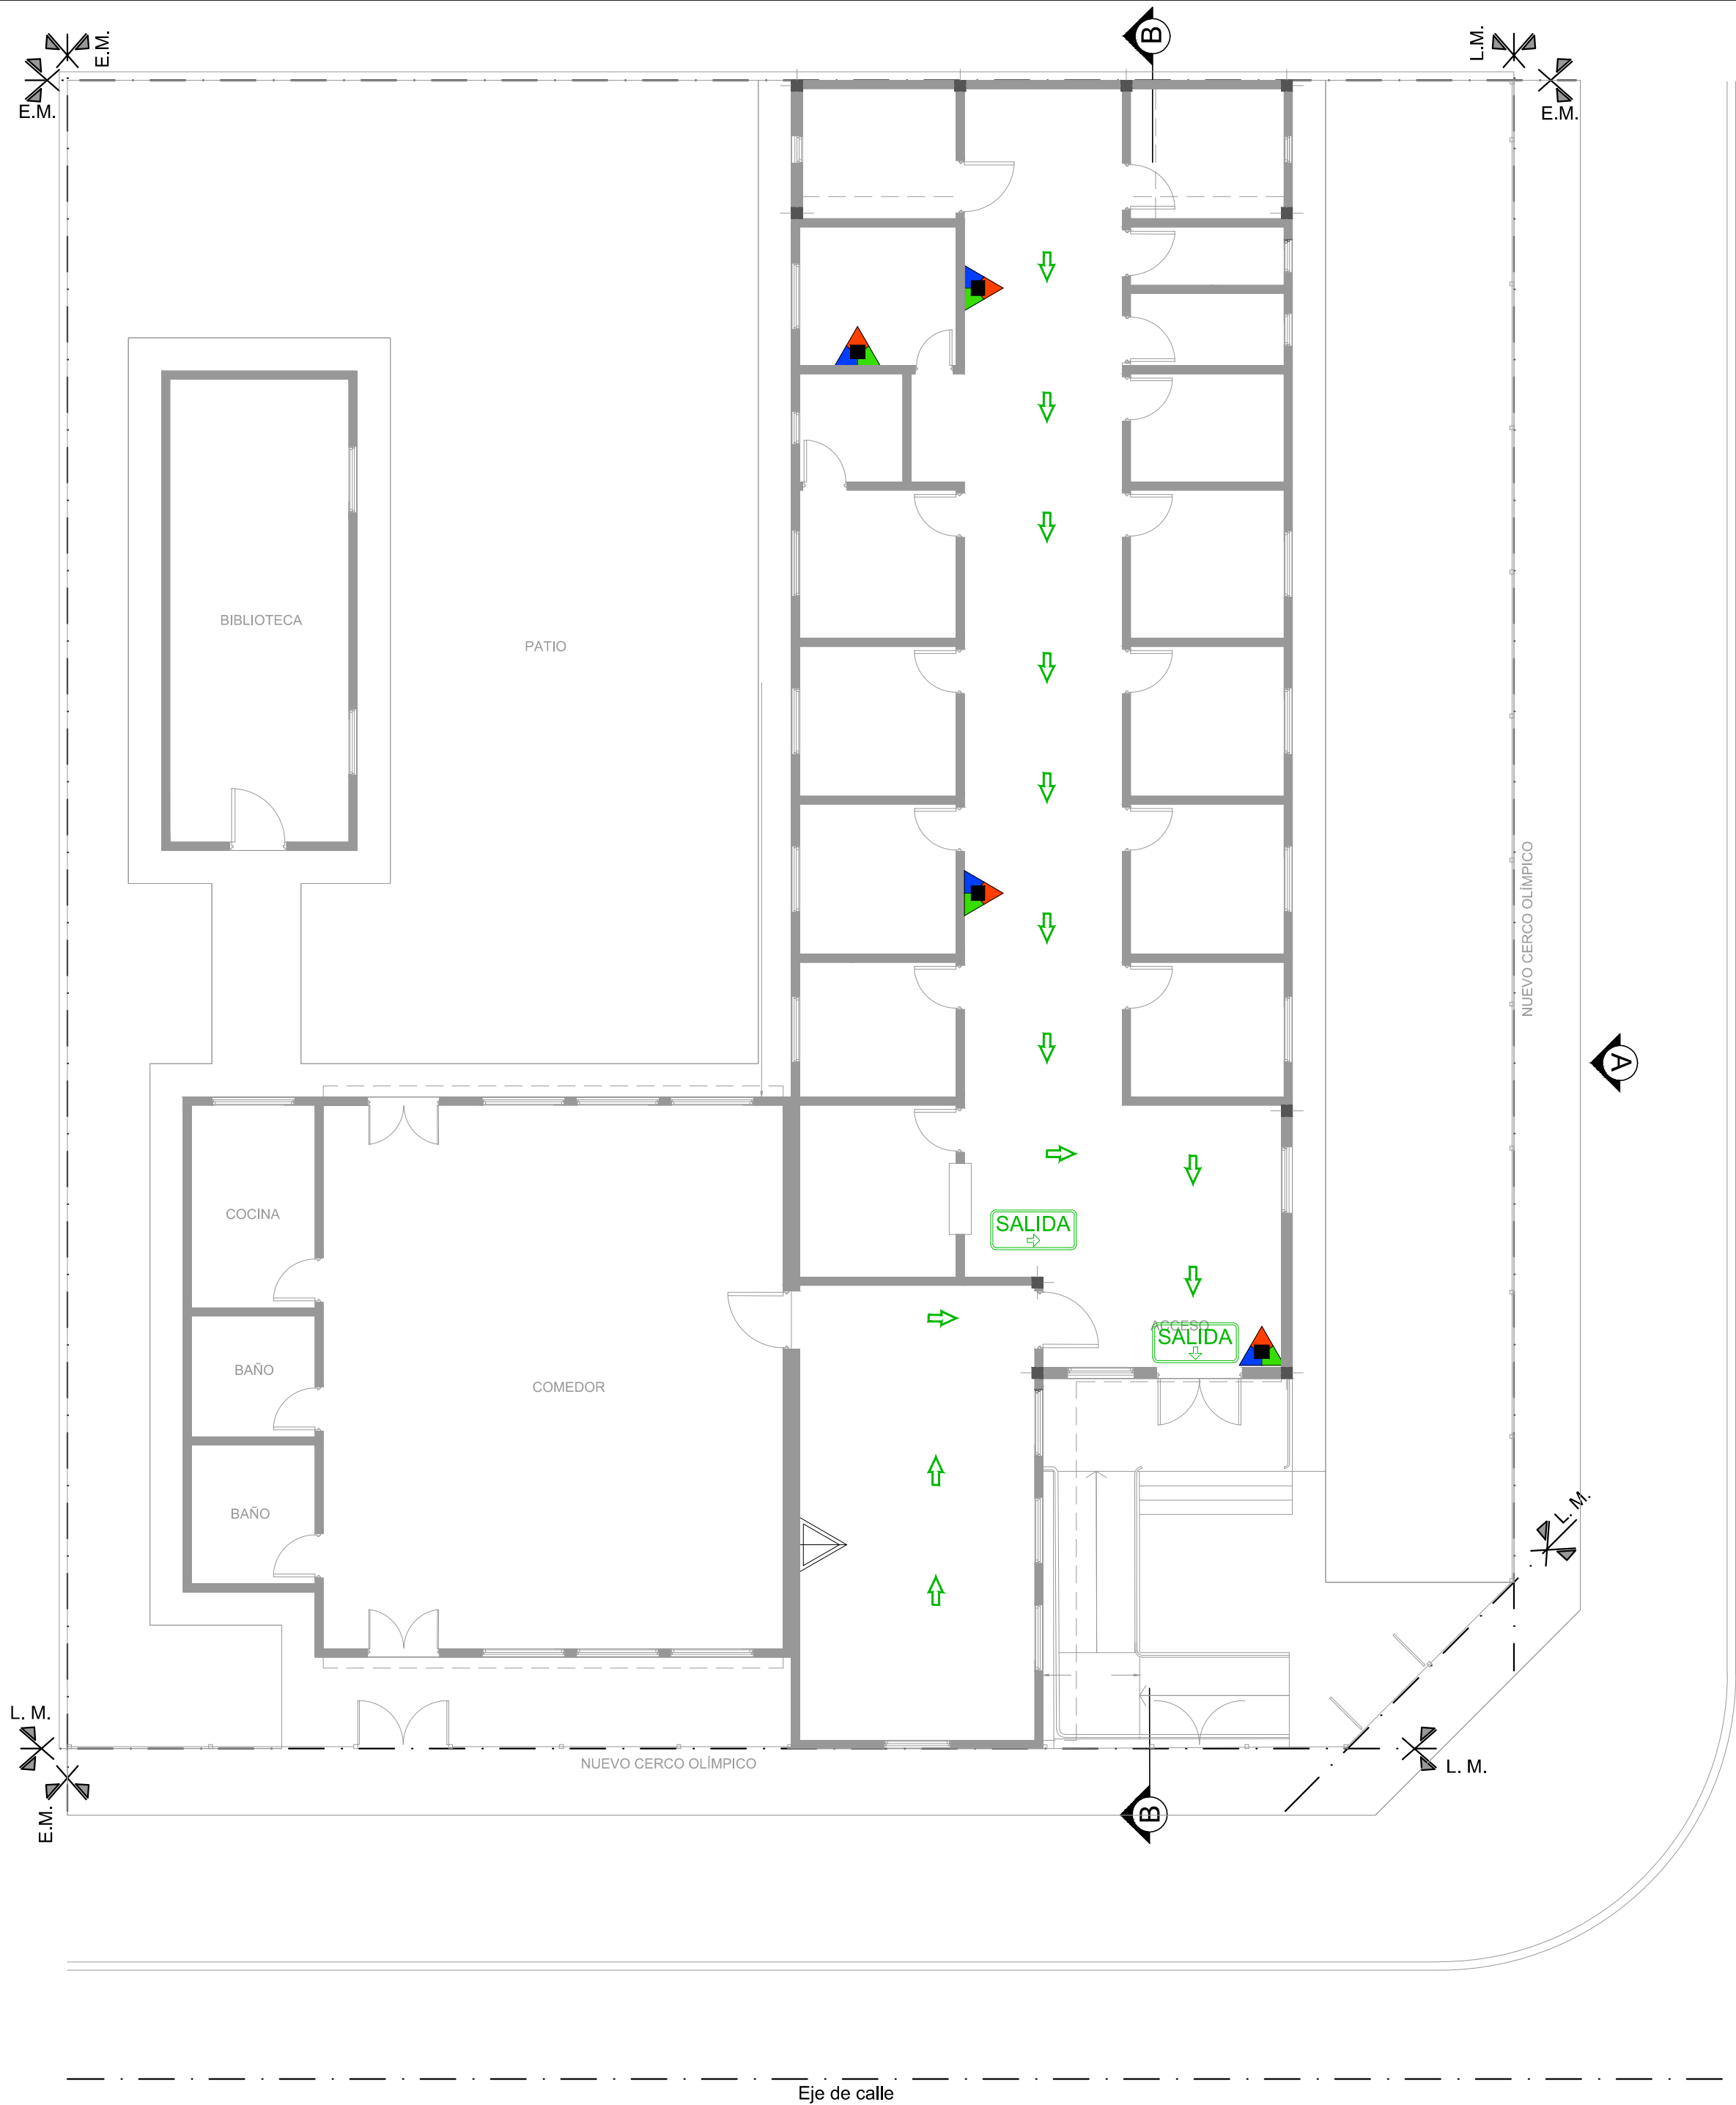 B
E.M.
L.M.
E.M.
E.M.
BIBLIOTECA
PATIO
NUEVO CERCO OLÍMPICO
A
COCINA
SALIDA
ACCESO
SALIDA
BAÑO
COMEDOR
BAÑO
L. M.
L. M.
NUEVO CERCO OLÍMPICO
L. M.
E.M.
B
Eje de calle